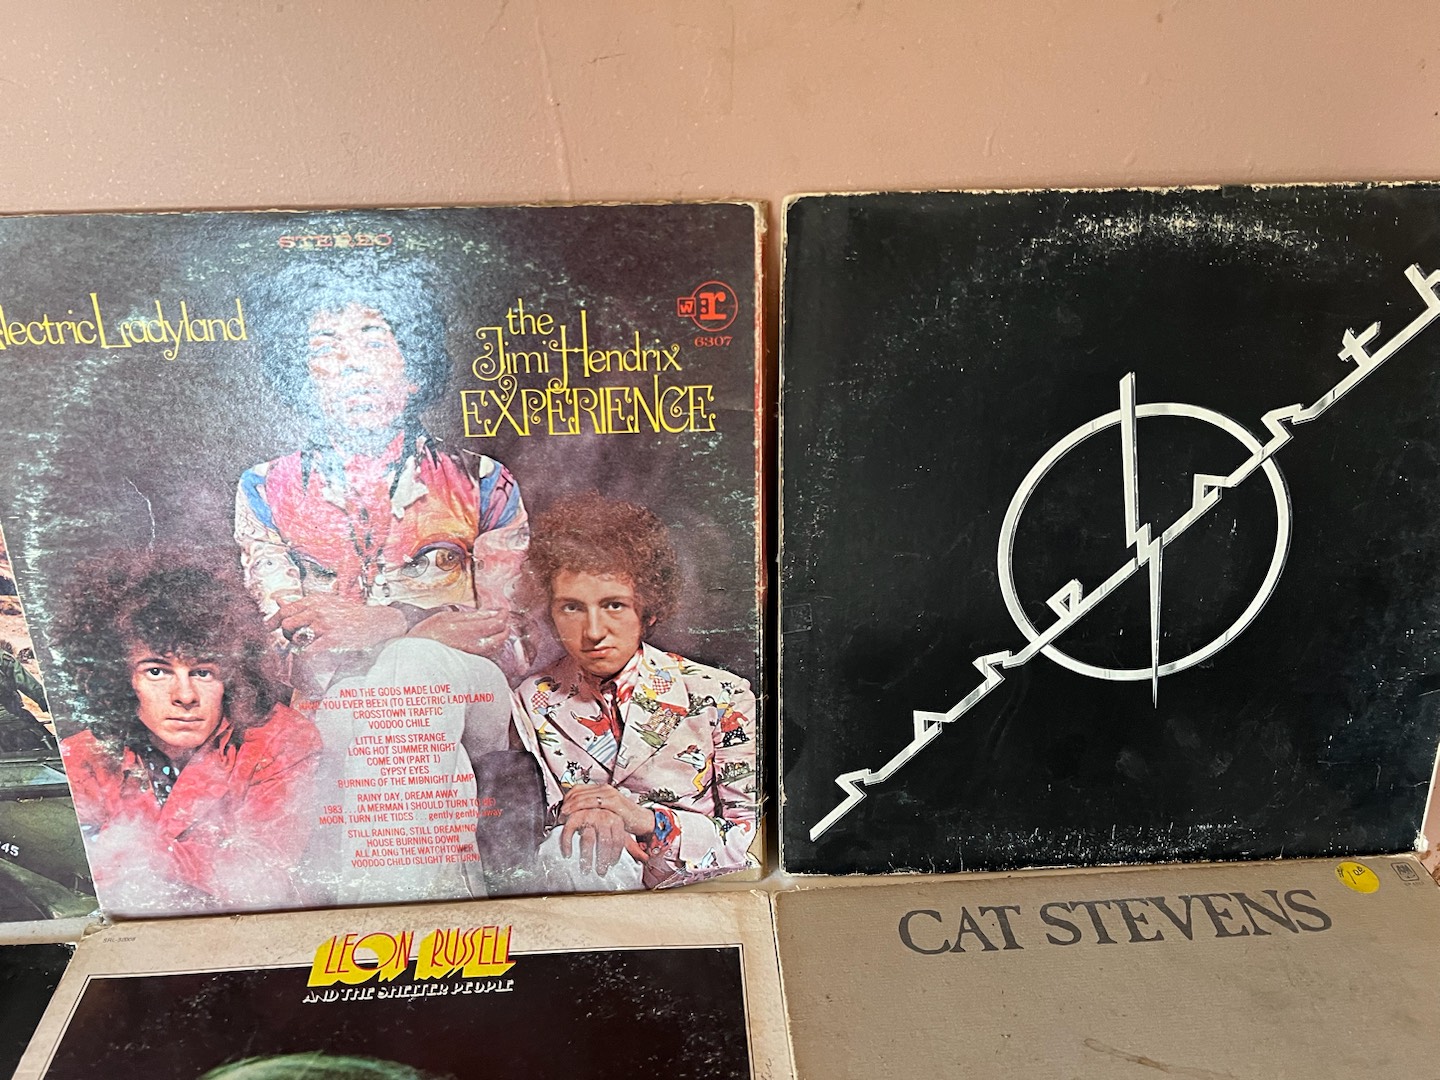 STEREO
Electric Ladyland
the
Jimi Hendrix
EXPERIENCE
W7 r
6307
... AND THE GODS MADE LOVE
YOU EVER BEEN (TO ELECTRIC LADYLAND)
CROSSTOWN TRAFFIC
VOODOO CHILE
LITTLE MISS STRANGE
LONG HOT SUMMER NIGHT
COME ON (PART 1)
GYPSY EYES
BURNING OF THE MIDNIGHT LAMP
RAINY DAY, DREAM AWAY
1983 . . . (A MERMAN I SHOULD TURN TO BE)
MOON, TURN THE TIDES . . . gently gently away
STILL RAINING, STILL DREAMING
HOUSE BURNING DOWN
ALL ALONG THE WATCHTOWER
VOODOO CHILD (SLIGHT RETURN)
45
LEON RUSSELL
AND THE SHELTER PEOPLE
CAT STEVENS
A&M